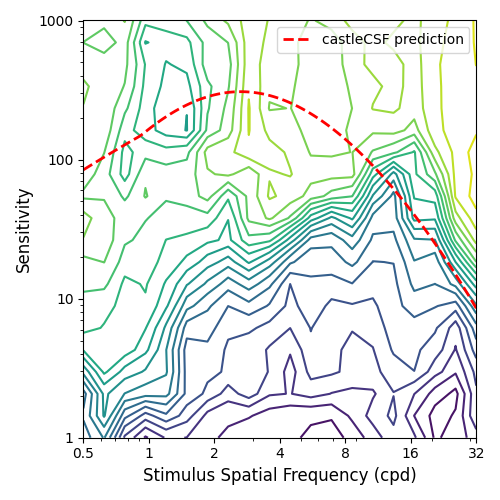 1000
castleCSF prediction
100
10
1
Sensitivity
0.5 1 2 4 8 16 32
Stimulus Spatial Frequency (cpd)